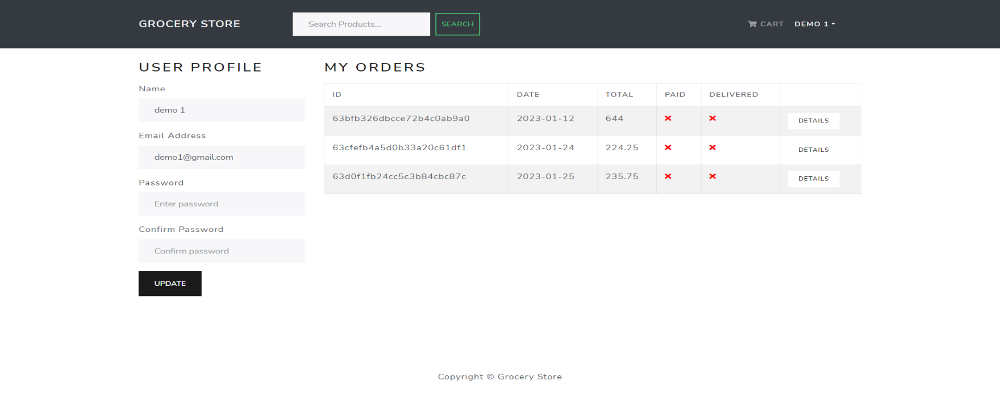 GROCERY STORE
Search Products...
SEARCH
CART
DEMO 1
USER PROFILE
Name
demo 1
Email Address
demo1@gmail.com
Password
Enter password
Confirm Password
Confirm password
UPDATE
MY ORDERS
ID DATE TOTAL PAID DELIVERED
63bfb326dbcce72b4c0ab9a0 2023-01-12 644 DETAILS
63cfefb4a5d0b33a20c61df1 2023-01-24 224.25 DETAILS
63d0f1fb24cc5c3b84cbc87c 2023-01-25 235.75 DETAILS
Copyright © Grocery Store